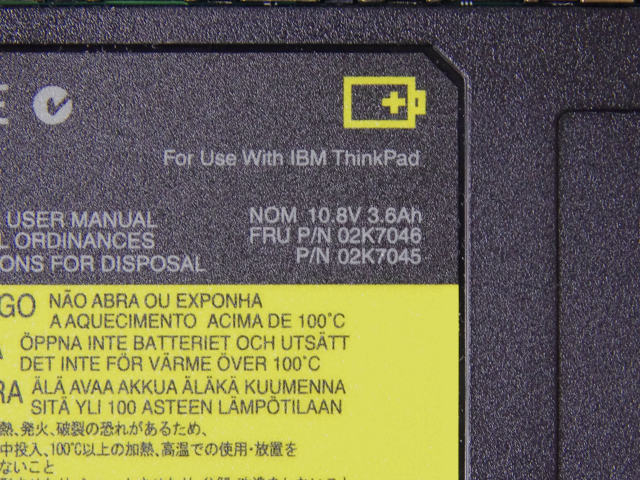 For Use With IBM ThinkPad
USER MANUAL
ORDINANCES
FOR DISPOSAL
NOM 10.8V 3.6Ah
FRU P/N 02K7046
P/N 02K7045
NÃO ABRA OU EXPONHA
A AQUECIMENTO ACIMA DE 100°C
ÖPPNA INTE BATTERIET OCH UTSÄTT
DET INTE FÖR VÄRME ÖVER 100°C
ÄLÄ AVAA AKKUA ÄLÄKÄ KUUMENNA
SITÄ YLI 100 ASTEEN LÄMPÖTILAAN
熱、発火、破裂の恐れがあるため、
中投入、100℃以上の加熱、高温での使用・放置を
ないこと